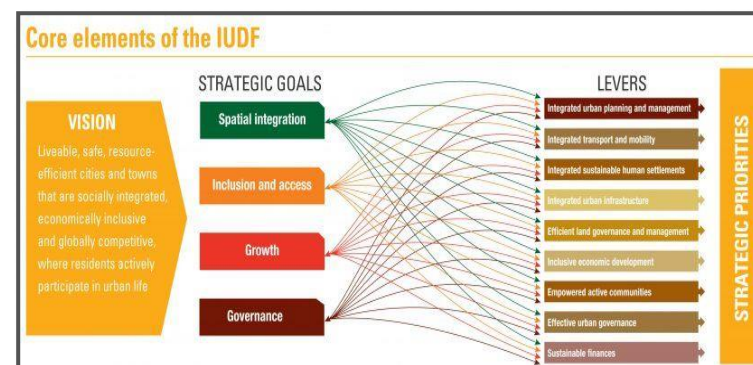 Core elements of the IUDF
VISION
Liveable, safe, resource-
efficient cities and towns
that are socially integrated,
economically inclusive
and globally competitive,
where residents actively
participate in urban life
STRATEGIC GOALS
Spatial integration
Inclusion and access
Growth
Governance
LEVERS
Integrated urban planning and management
Integrated transport and mobility
Integrated sustainable human settlements
Integrated urban infrastructure
Efficient land governance and management
Inclusive economic development
Empowered active communities
Effective urban governance
Sustainable finances
STRATEGIC PRIORITIES